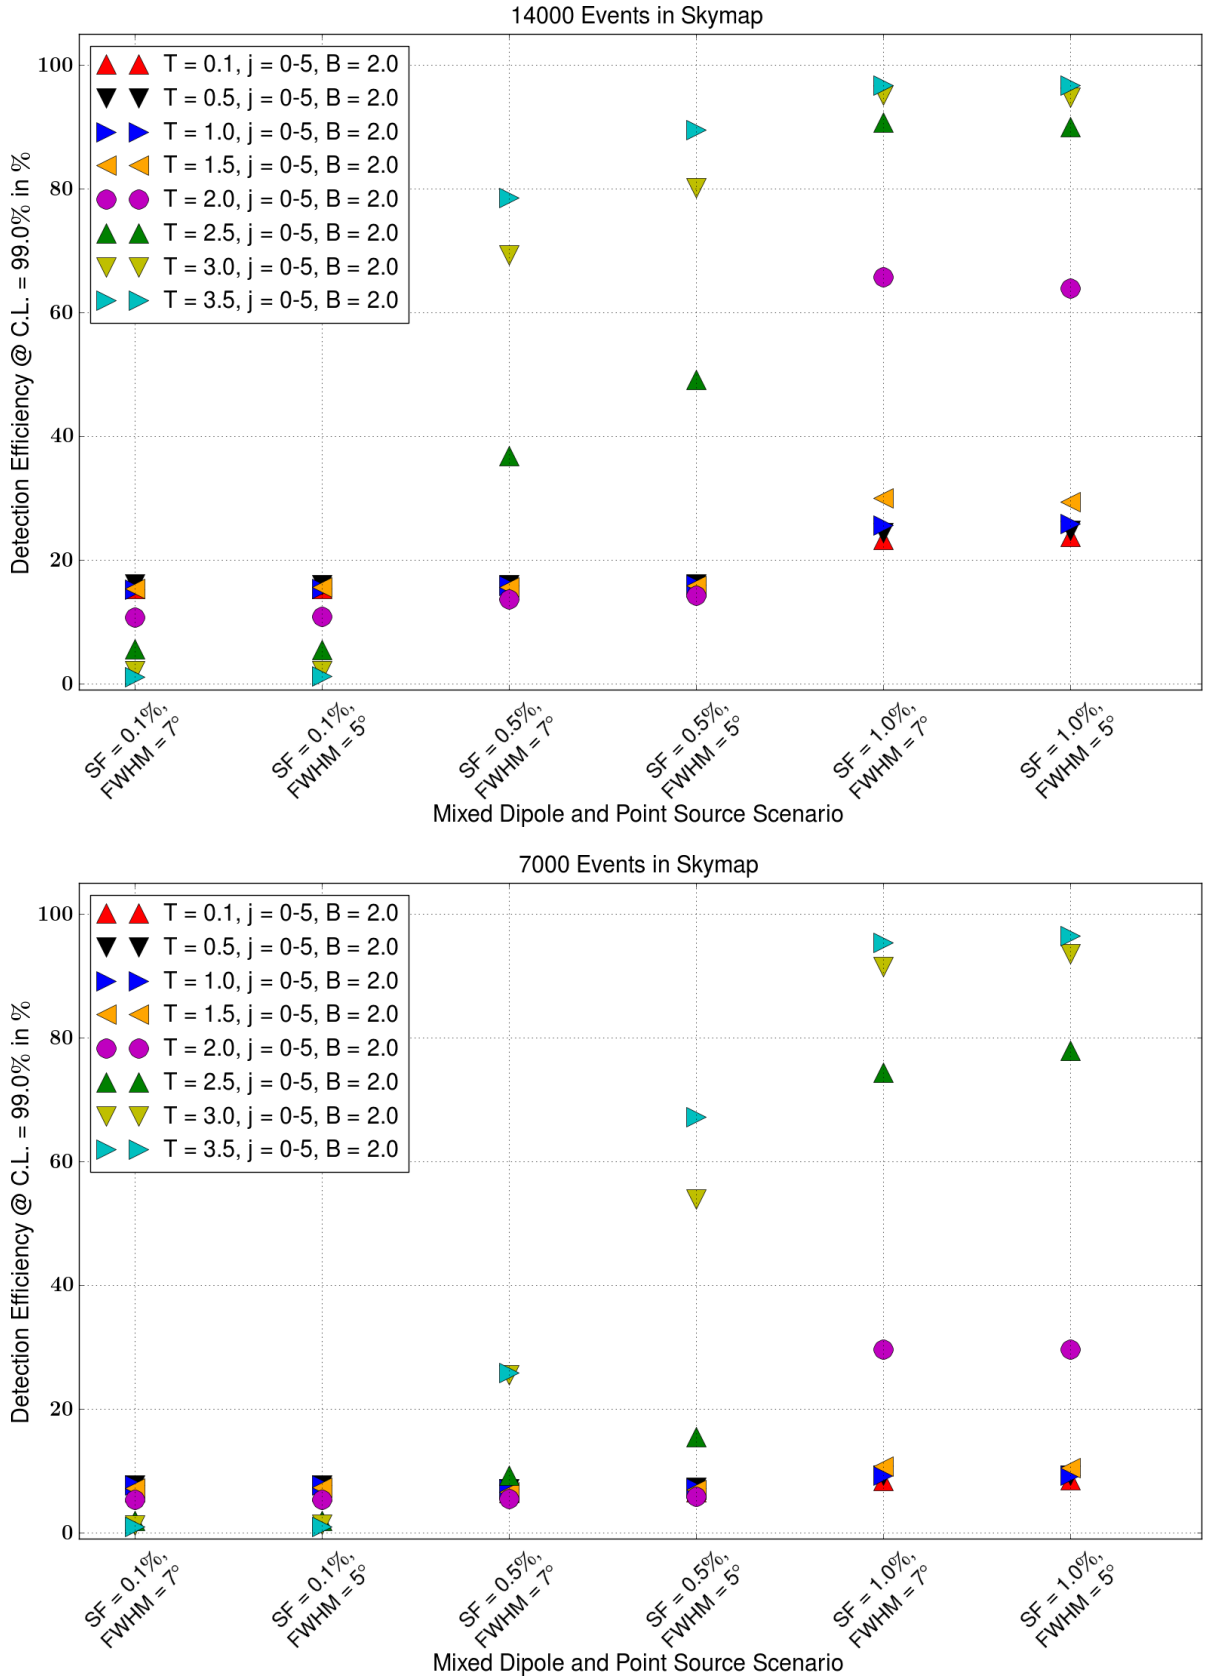 14000 Events in Skymap
Detection Efficiency @ C.L. = 99.0% in %
100
80
60
40
20
0
T = 0.1, j = 0-5, B = 2.0
T = 0.5, j = 0-5, B = 2.0
T = 1.0, j = 0-5, B = 2.0
T = 1.5, j = 0-5, B = 2.0
T = 2.0, j = 0-5, B = 2.0
T = 2.5, j = 0-5, B = 2.0
T = 3.0, j = 0-5, B = 2.0
T = 3.5, j = 0-5, B = 2.0
SF = 0.1%,
FWHM = 7°
SF = 0.1%,
FWHM = 5°
SF = 0.5%,
FWHM = 7°
SF = 0.5%,
FWHM = 5°
SF = 1.0%,
FWHM = 7°
SF = 1.0%,
FWHM = 5°
Mixed Dipole and Point Source Scenario
7000 Events in Skymap
Detection Efficiency @ C.L. = 99.0% in %
100
80
60
40
20
0
T = 0.1, j = 0-5, B = 2.0
T = 0.5, j = 0-5, B = 2.0
T = 1.0, j = 0-5, B = 2.0
T = 1.5, j = 0-5, B = 2.0
T = 2.0, j = 0-5, B = 2.0
T = 2.5, j = 0-5, B = 2.0
T = 3.0, j = 0-5, B = 2.0
T = 3.5, j = 0-5, B = 2.0
SF = 0.1%,
FWHM = 7°
SF = 0.1%,
FWHM = 5°
SF = 0.5%,
FWHM = 7°
SF = 0.5%,
FWHM = 5°
SF = 1.0%,
FWHM = 7°
SF = 1.0%,
FWHM = 5°
Mixed Dipole and Point Source Scenario